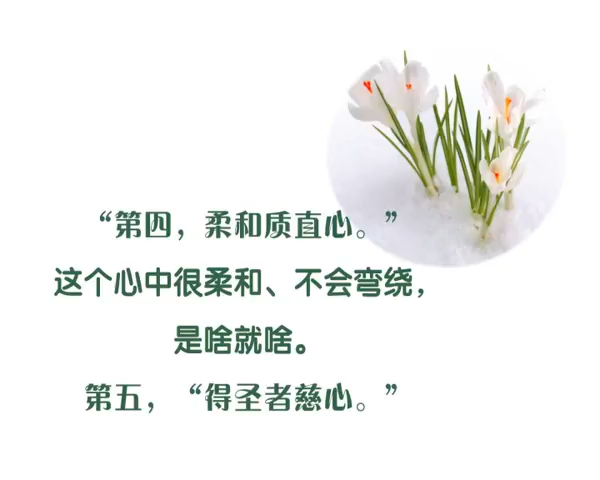 “第四，柔和质直心。”
这个心中很柔和、不会弯绕，
是啥就啥。
第五，“得圣者慈心。”